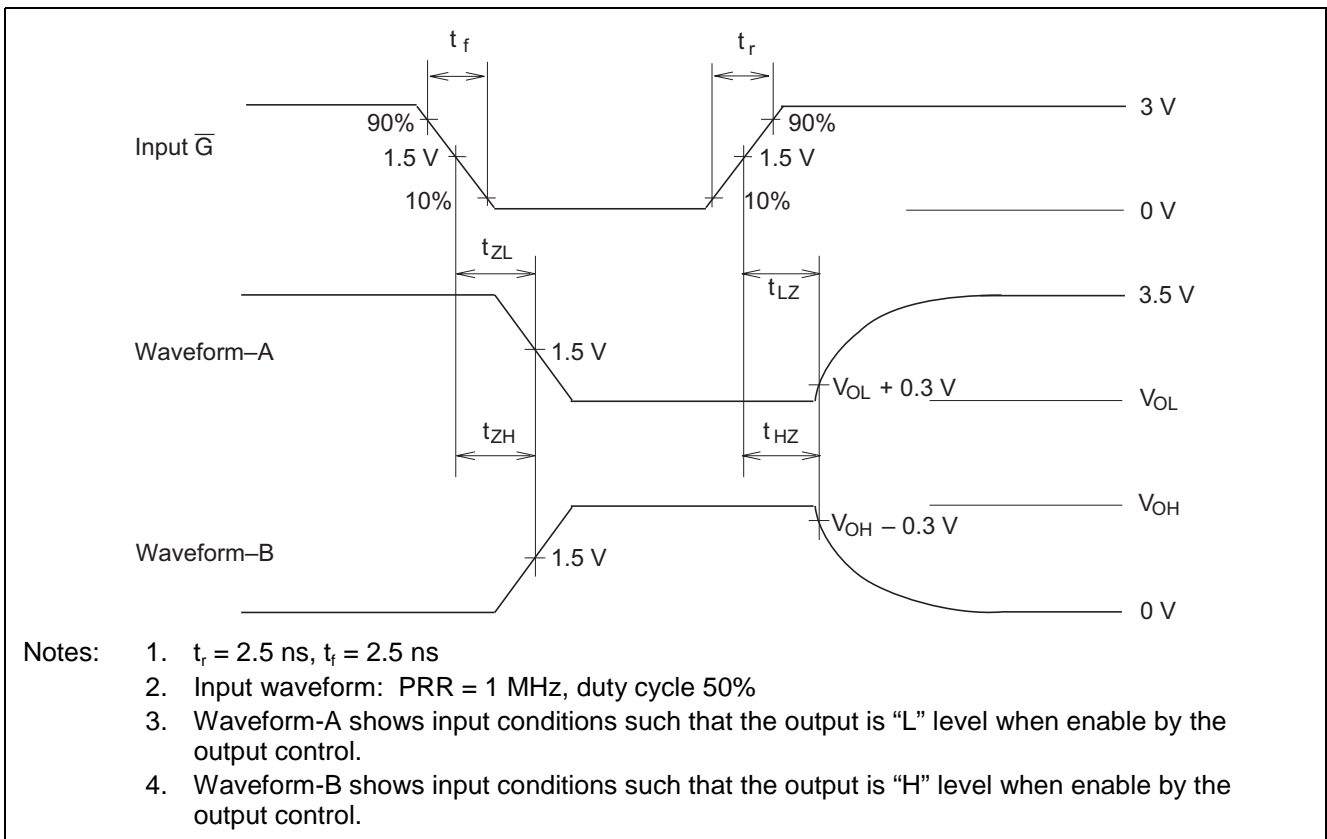 t f
t r
3 V
90%
90%
Input G̅
1.5 V
1.5 V
10%
10%
0 V
tZL
tLZ
3.5 V
Waveform–A
1.5 V
VOL + 0.3 V
VOL
tZH
t HZ
VOH
VOH – 0.3 V
Waveform–B
1.5 V
0 V
Notes: 1. tr = 2.5 ns, tf = 2.5 ns
2. Input waveform: PRR = 1 MHz, duty cycle 50%
3. Waveform-A shows input conditions such that the output is “L” level when enable by the
output control.
4. Waveform-B shows input conditions such that the output is “H” level when enable by the
output control.